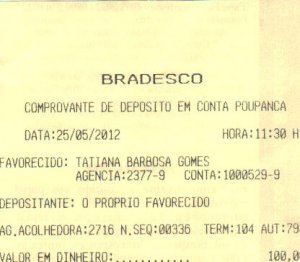 BRADESCO
COMPROVANTE DE DEPOSITO EM CONTA POUPANCA
DATA:25/05/2012 HORA:11:30 H
FAVORECIDO: TATIANA BARBOSA GOMES
AGENCIA:2377-9 CONTA:1000529-9
DEPOSITANTE: O PROPRIO FAVORECIDO
AG.ACOLHEDORA:2716 N.SEQ:00336 TERM:104 AUT:79
VALOR EM DINHEIRO:............ 100,0